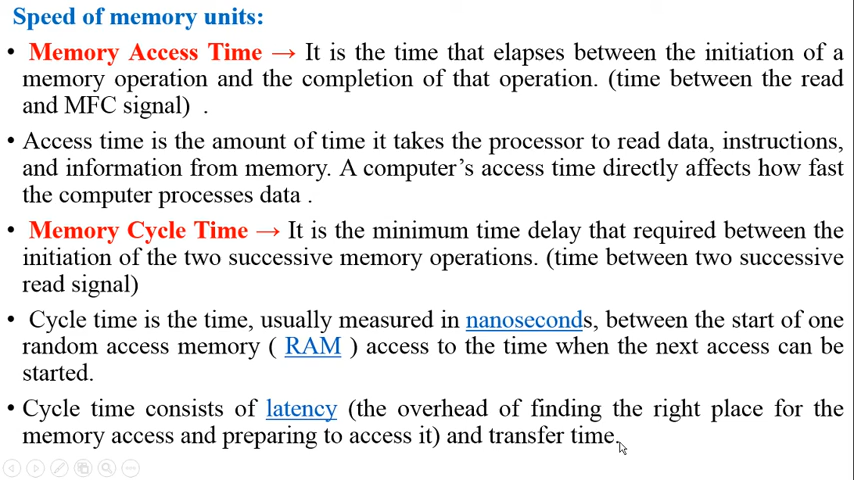 Speed of memory units:
• Memory Access Time → It is the time that elapses between the initiation of a
memory operation and the completion of that operation. (time between the read
and MFC signal) .
• Access time is the amount of time it takes the processor to read data, instructions,
and information from memory. A computer's access time directly affects how fast
the computer processes data .
• Memory Cycle Time → It is the minimum time delay that required between the
initiation of the two successive memory operations. (time between two successive
read signal)
• Cycle time is the time, usually measured in nanoseconds, between the start of one
random access memory ( RAM ) access to the time when the next access can be
started.
• Cycle time consists of latency (the overhead of finding the right place for the
memory access and preparing to access it) and transfer time.